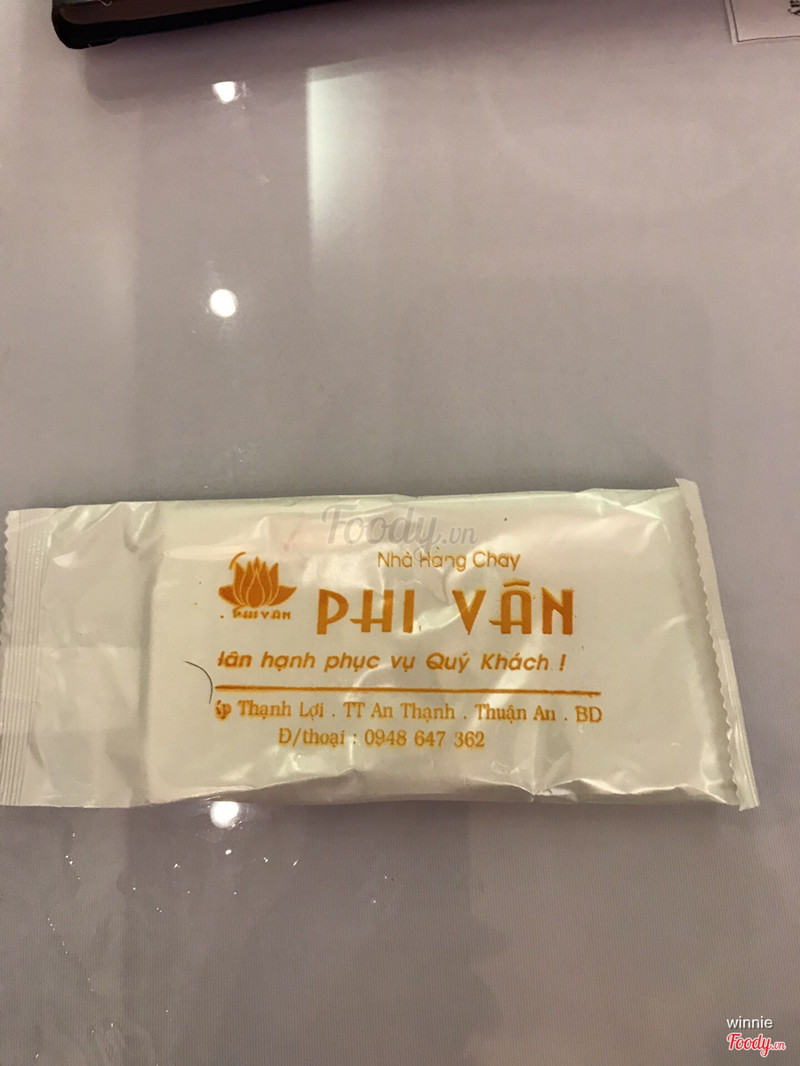 Foody.vn
Nhà Hàng Chay
PHI VÂN
PHI VÂN
hân hạnh phục vụ Quý Khách !
Ấp Thạnh Lợi . TT An Thạnh . Thuận An . BD
Đ/thoại : 0948 647 362
winnie
Foody.vn